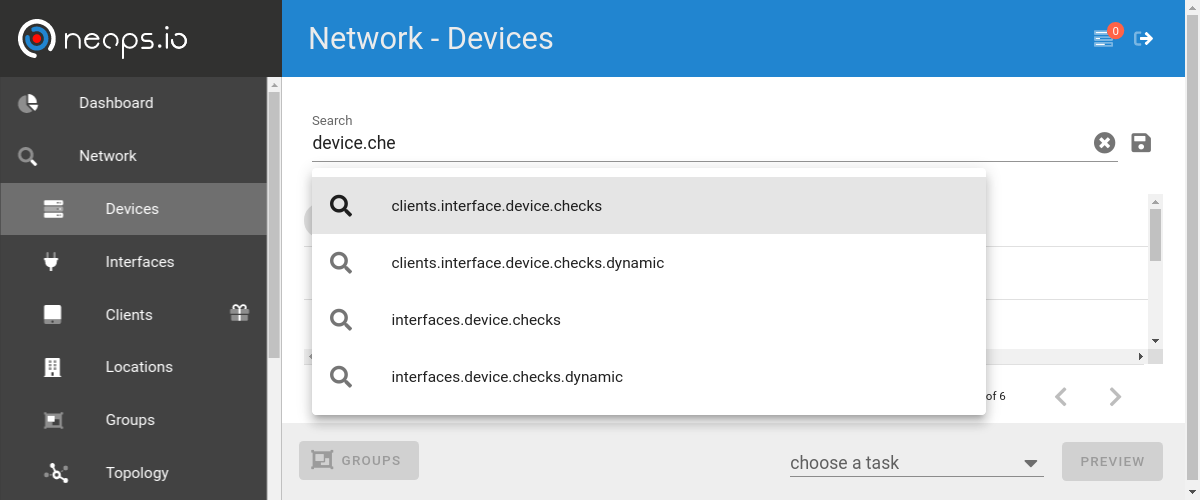 neops.io
Network - Devices
0
Dashboard
Network
Devices
Interfaces
Clients
Locations
Groups
Topology
Search
device.che
clients.interface.device.checks
clients.interface.device.checks.dynamic
interfaces.device.checks
interfaces.device.checks.dynamic
of 6
GROUPS
choose a task
PREVIEW